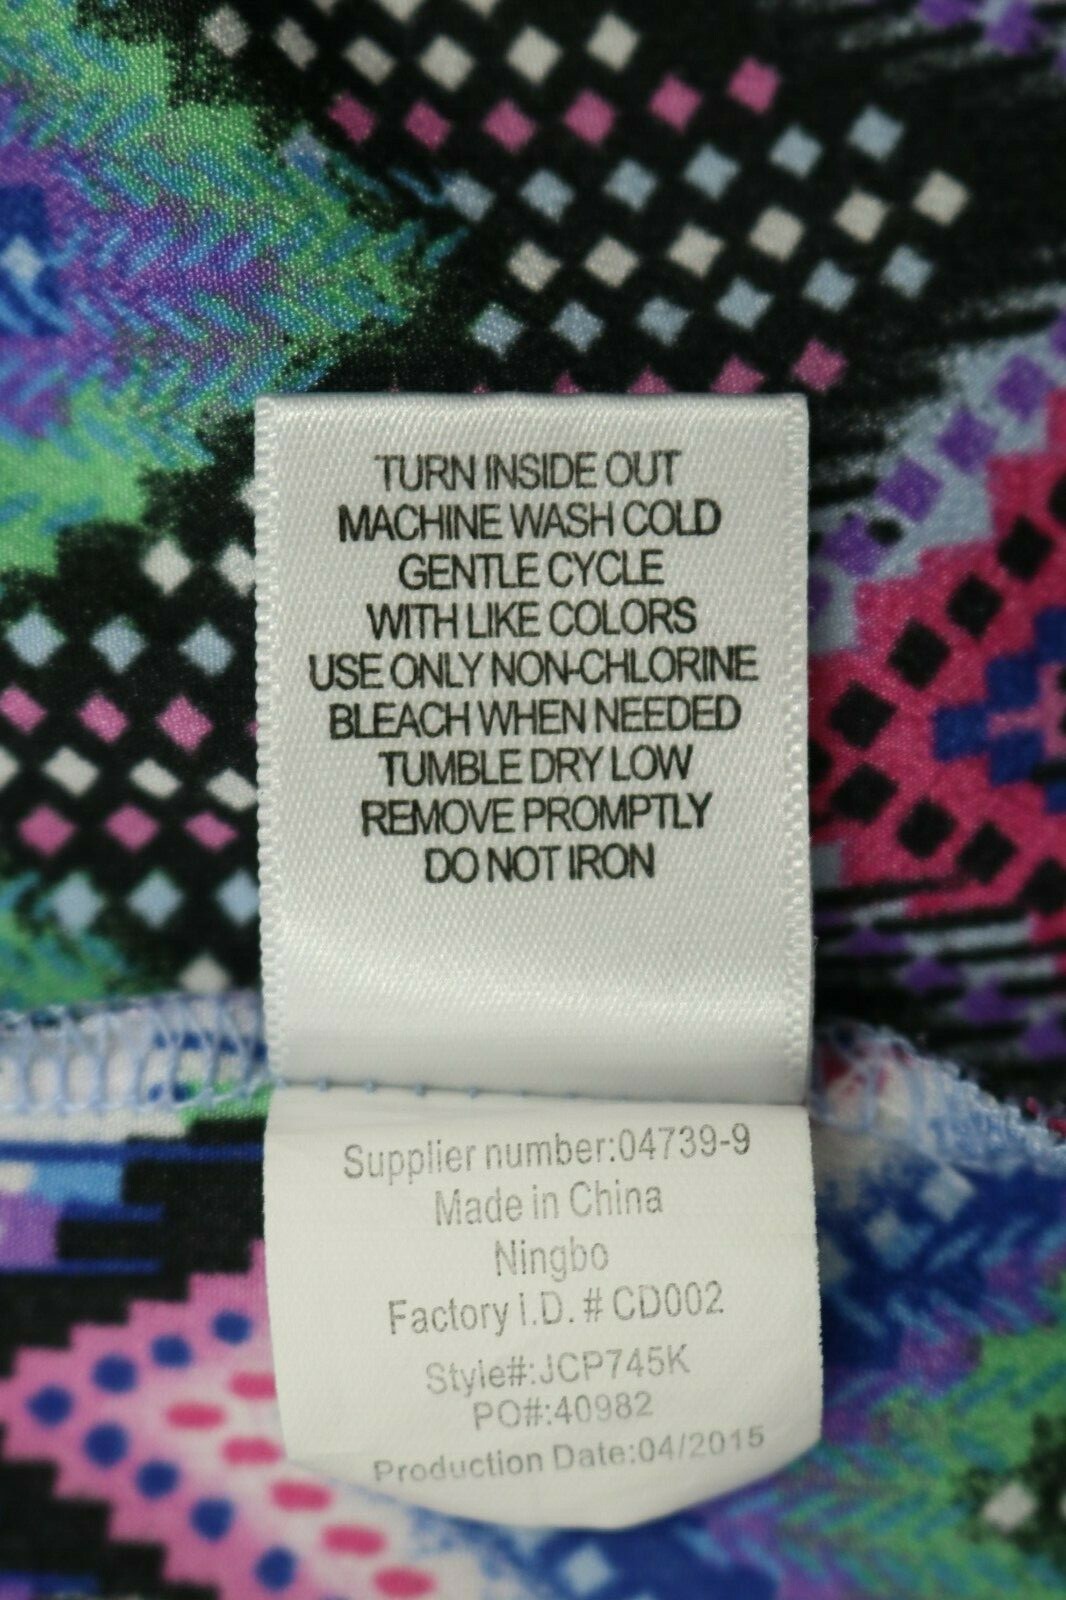 TURN INSIDE OUT
MACHINE WASH COLD
GENTLE CYCLE
WITH LIKE COLORS
USE ONLY NON-CHLORINE
BLEACH WHEN NEEDED
TUMBLE DRY LOW
REMOVE PROMPTLY
DO NOT IRON
Supplier number:04739-9
Made in China
Ningbo
Factory I.D. # CD002
Style#:JCP745K
PO#:40982
Production Date:04/2015